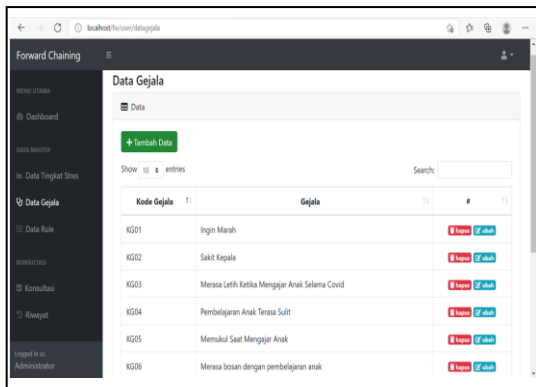 localhost/fw/user/datagejala
Forward Chaining
MENU UTAMA
Dashboard
DATA MASTER
Data Tingkat Stres
Data Gejala
Data Rule
KONSULTASI
Konsultasi
Riwayat
Logged in as:
Administrator
Data Gejala
Data
+Tambah Data
Show 10 entries
Search:
Kode Gejala Gejala #
KG01 Ingin Marah hapus ubah
KG02 Sakit Kepala hapus ubah
KG03 Merasa Letih Ketika Mengajar Anak Selama Covid hapus ubah
KG04 Pembelajaran Anak Terasa Sulit hapus ubah
KG05 Memukul Saat Mengajar Anak hapus ubah
KG06 Merasa bosan dengan pembelajaran anak hapus ubah